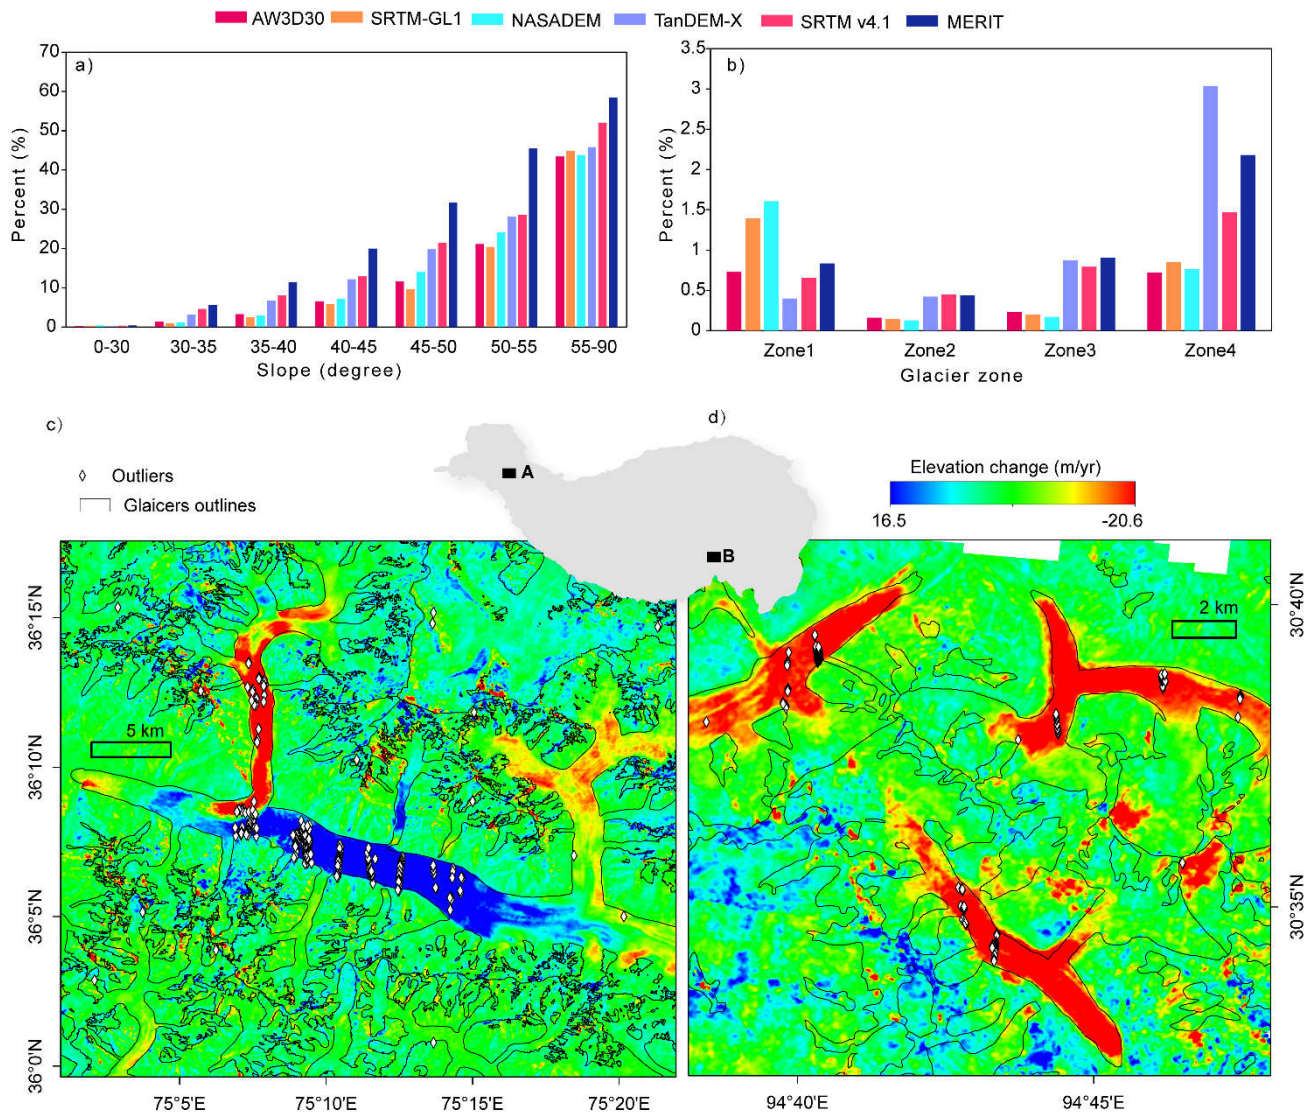 AW3D30 SRTM-GL1 NASADEM TanDEM-X SRTM v4.1 MERIT
a)
Percent (%)
70
60
50
40
30
20
10
0
0-30 30-35 35-40 40-45 45-50 50-55 55-90
Slope (degree)
b)
Percent (%)
3.5
3
2.5
2
1.5
1
0.5
0
Zone1 Zone2 Zone3 Zone4
Glacier zone
c)
Outliers
Glaicers outlines
A
B
d)
Elevation change (m/yr)
16.5 -20.6
36°15'N
36°10'N
36°5'N
36°0'N
5 km
75°5'E 75°10'E 75°15'E 75°20'E
2 km
30°40'N
30°35'N
94°40'E 94°45'E